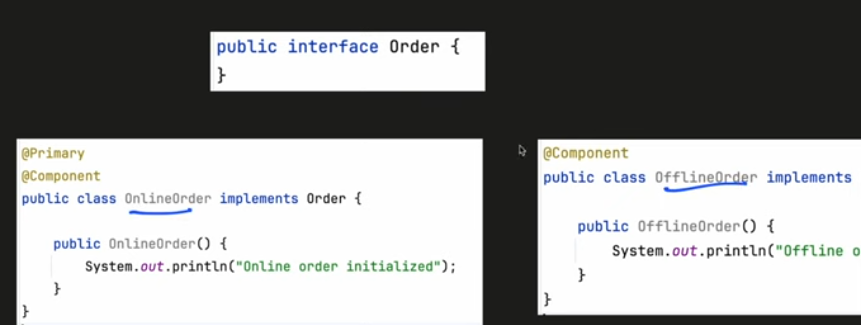 public interface Order {
}
@Primary
@Component
public class OnlineOrder implements Order {
public OnlineOrder() {
System.out.println("Online order initialized");
}
}
@Component
public class OfflineOrder implements
public OfflineOrder() {
System.out.println("Offline o
}
}